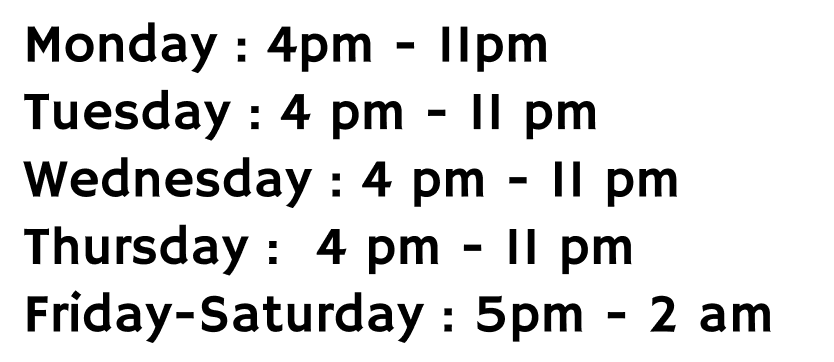 Monday : 4pm - 11pm
Tuesday : 4 pm - 11 pm
Wednesday : 4 pm - 11 pm
Thursday :  4 pm - 11 pm
Friday-Saturday : 5pm - 2 am